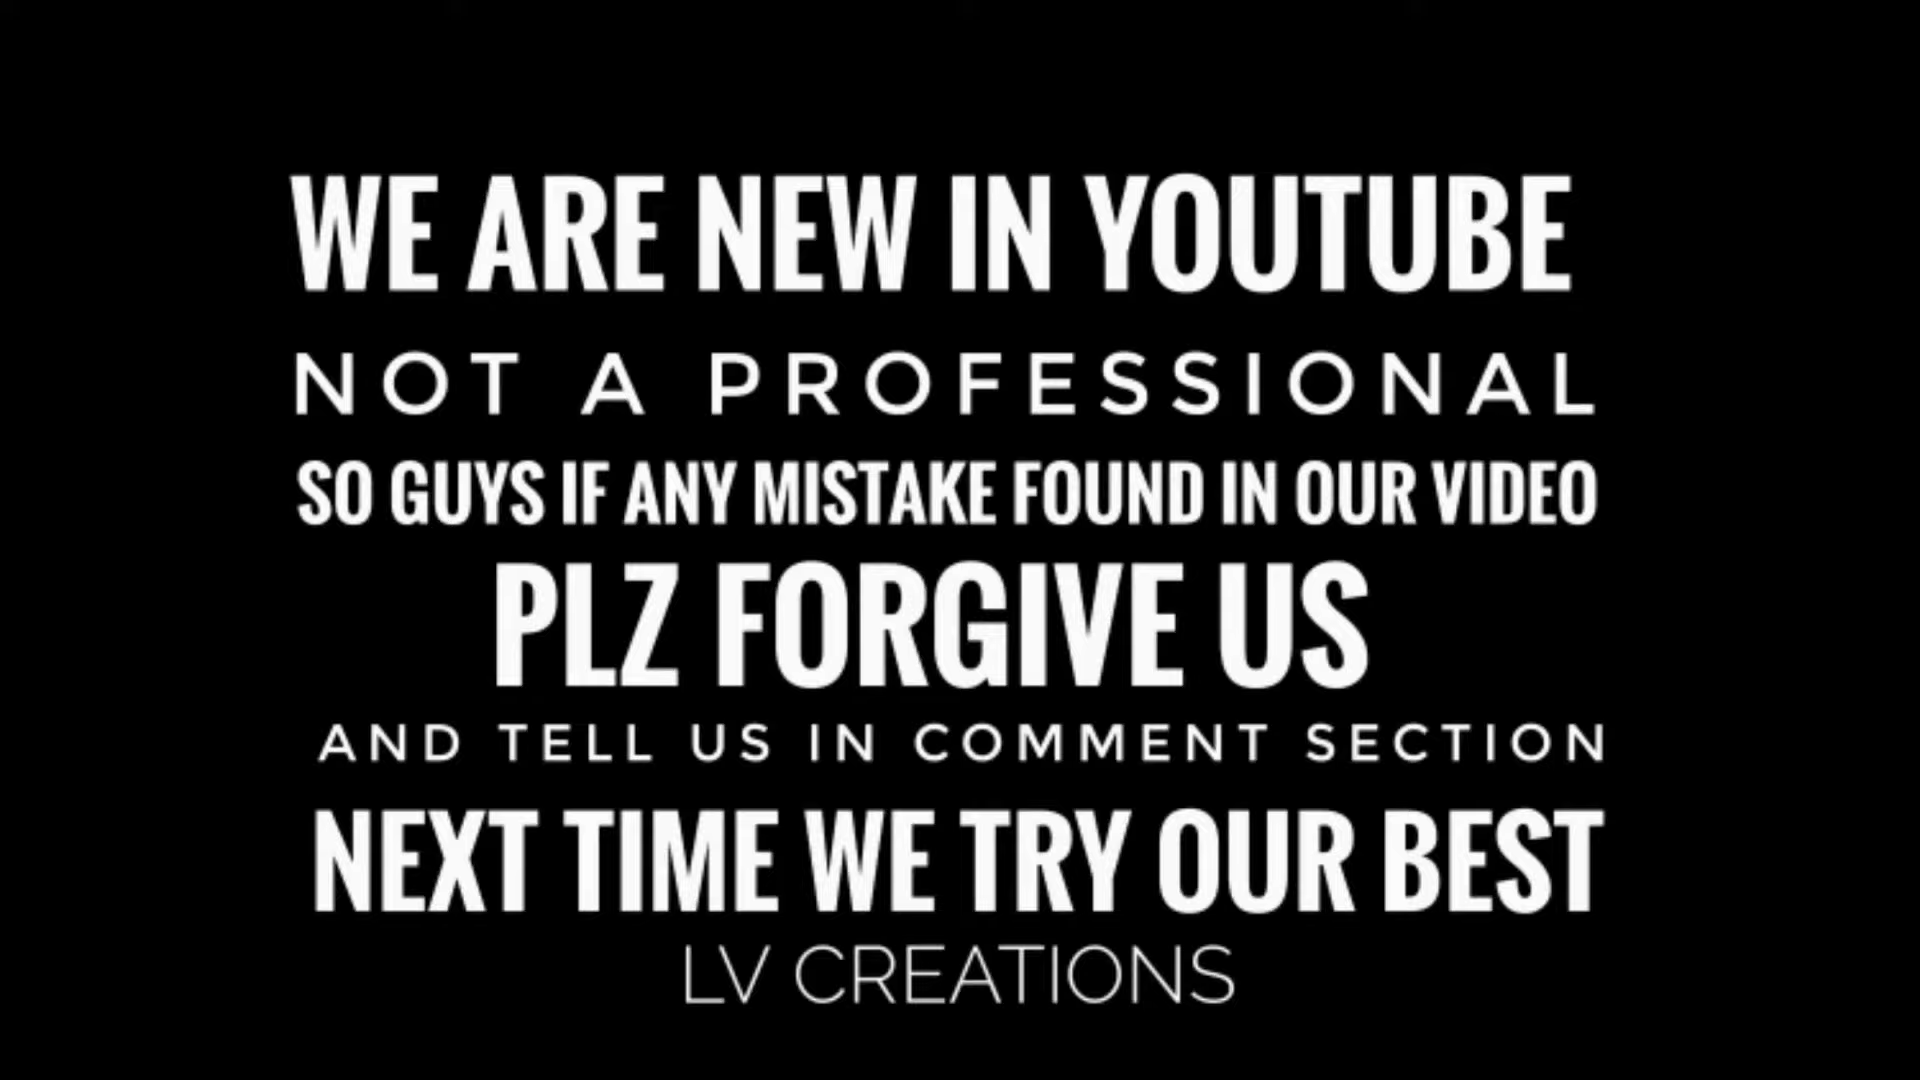 WE ARE NEW IN YOUTUBE
NOT A PROFESSIONAL
SO GUYS IF ANY MISTAKE FOUND IN OUR VIDEO
PLZ FORGIVE US
AND TELL US IN COMMENT SECTION
NEXT TIME WE TRY OUR BEST
LV CREATIONS